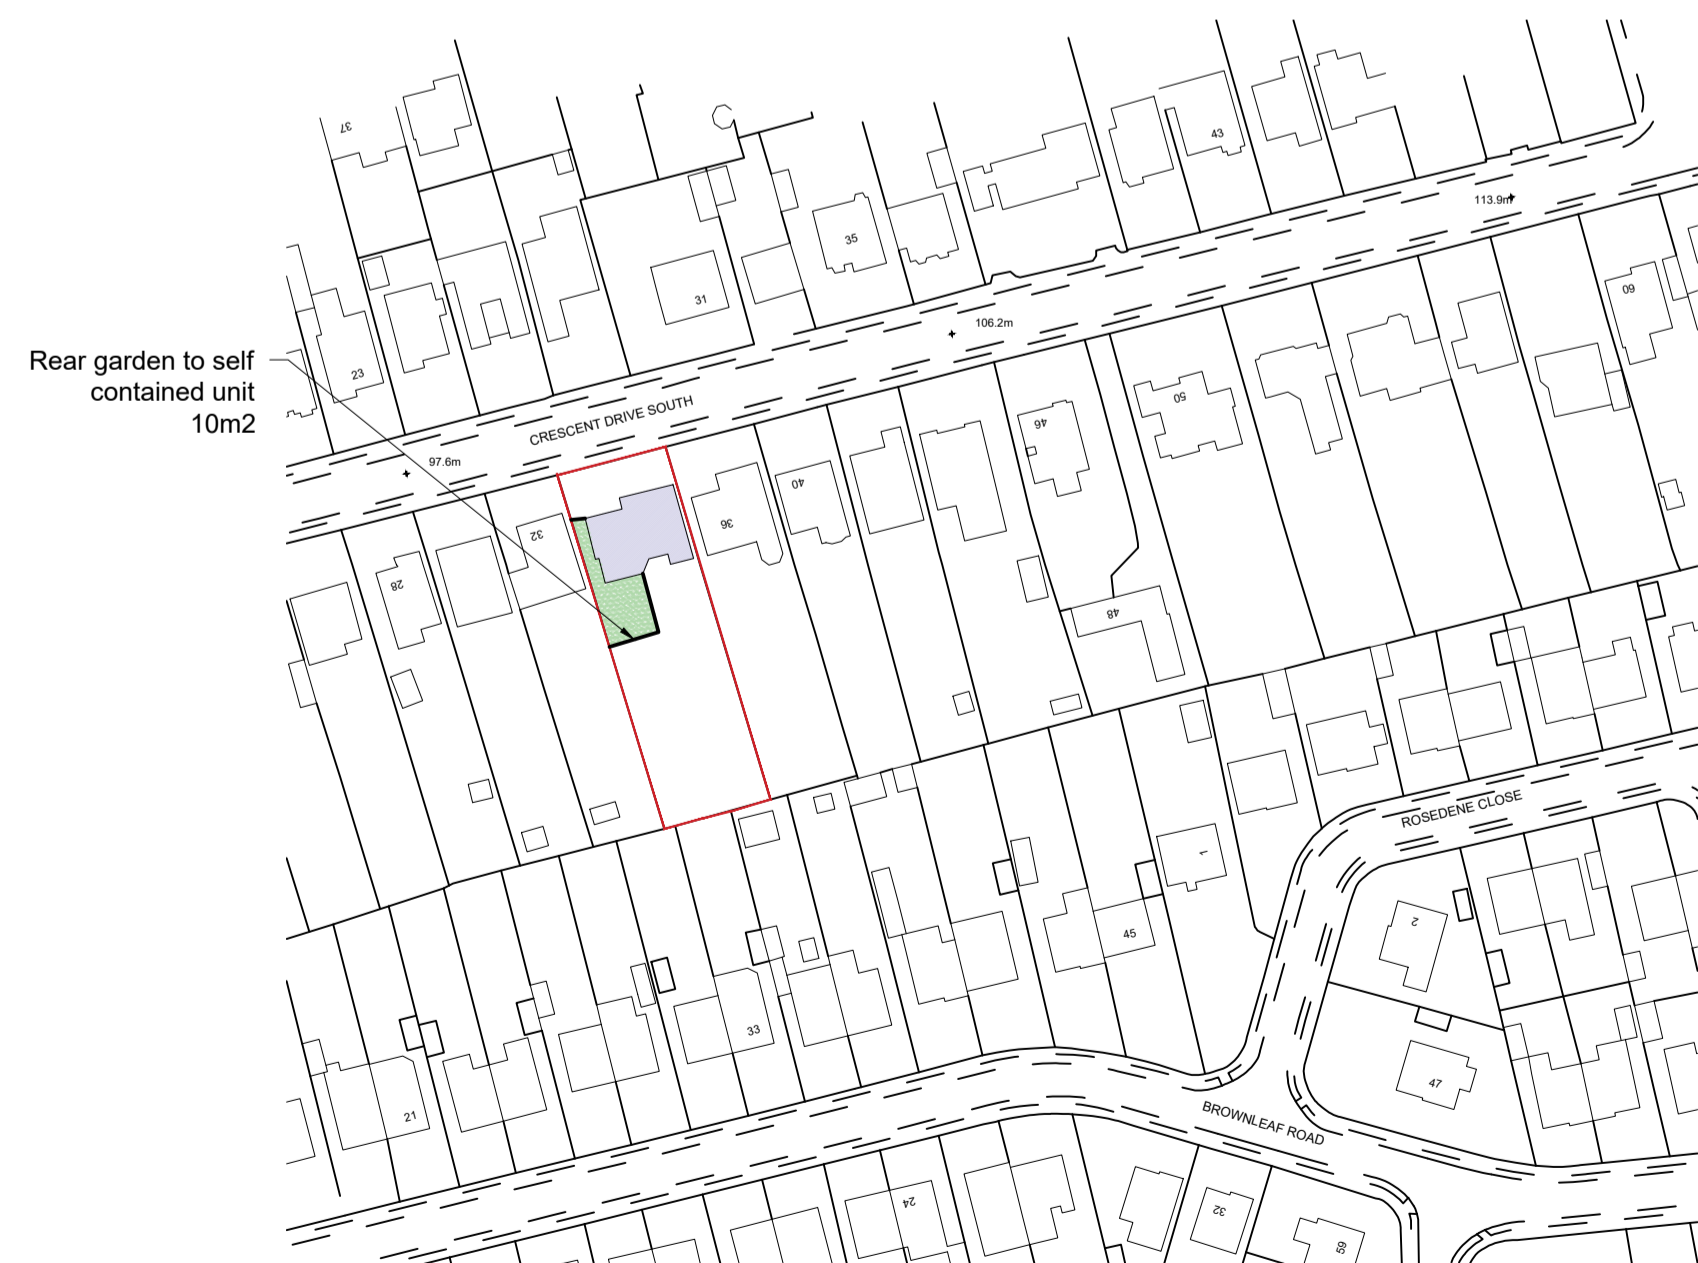 37
43
113.9m
35
31
106.2m
60
23
Rear garden to self
contained unit
10m2
CRESCENT DRIVE SOUTH
97.6m
50
46
40
36
32
28
48
ROSEDENE CLOSE
1
2
45
33
47
21
BROWNLEAF ROAD
24
32
59